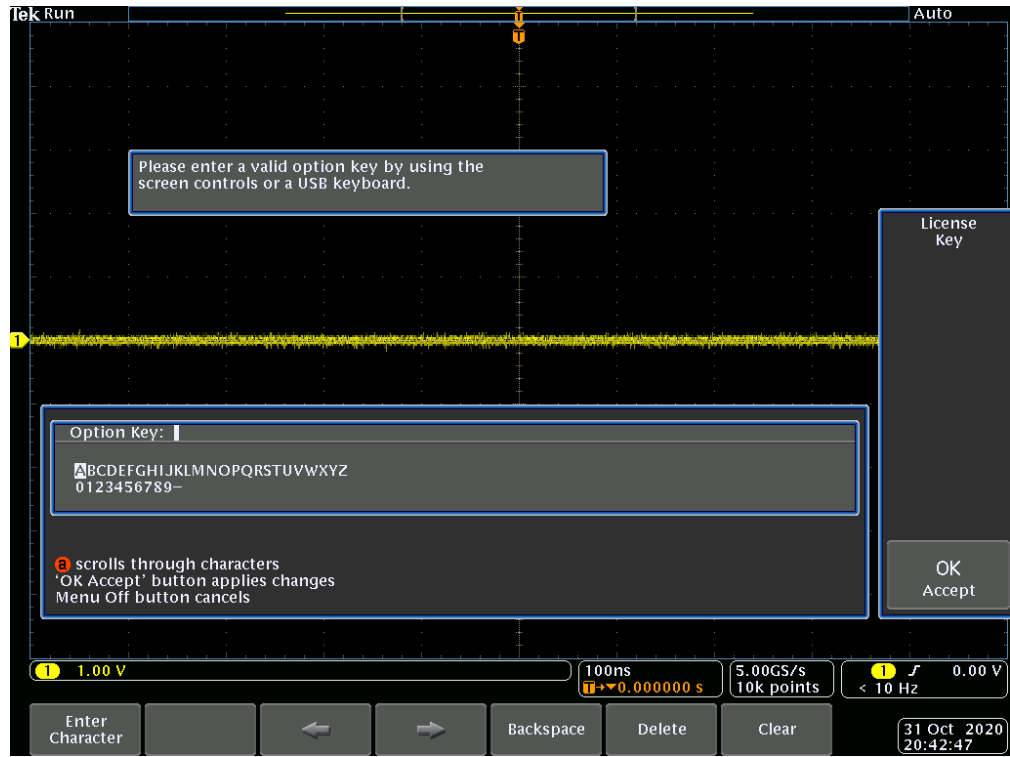 Tek Run
Auto
T
T
Please enter a valid option key by using the
screen controls or a USB keyboard.
License
Key
1
Option Key:
ABCDEFGHIJKLMNOPQRSTUVWXYZ
0123456789–
a scrolls through characters
‘OK Accept’ button applies changes
Menu Off button cancels
OK
Accept
1 1.00 V
100ns
T→▼0.000000 s
5.00GS/s
10k points
1 ʃ 0.00 V
< 10 Hz
Enter
Character
Backspace
Delete
Clear
31 Oct 2020
20:42:47